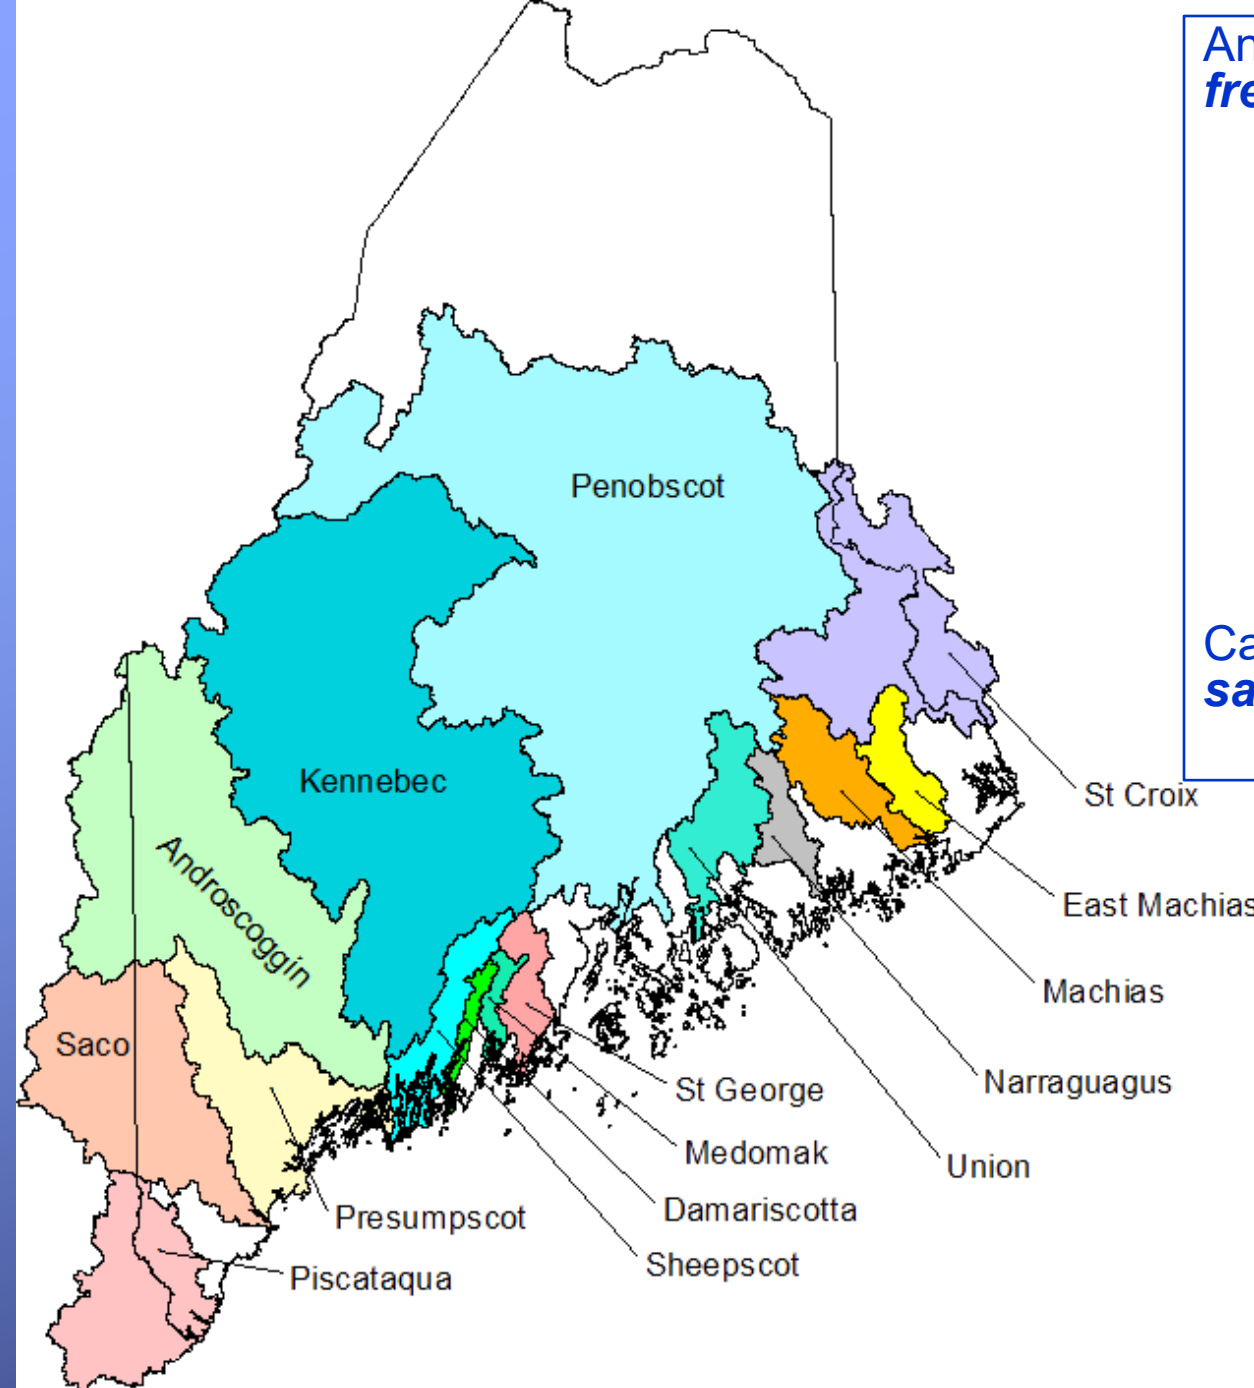 Penobscot
Kennebec
St Croix
Androscoggin
East Machias
Machias
Saco
Narraguagus
St George
Medomak
Union
Damariscotta
Presumpscot
Sheepscot
Piscataqua